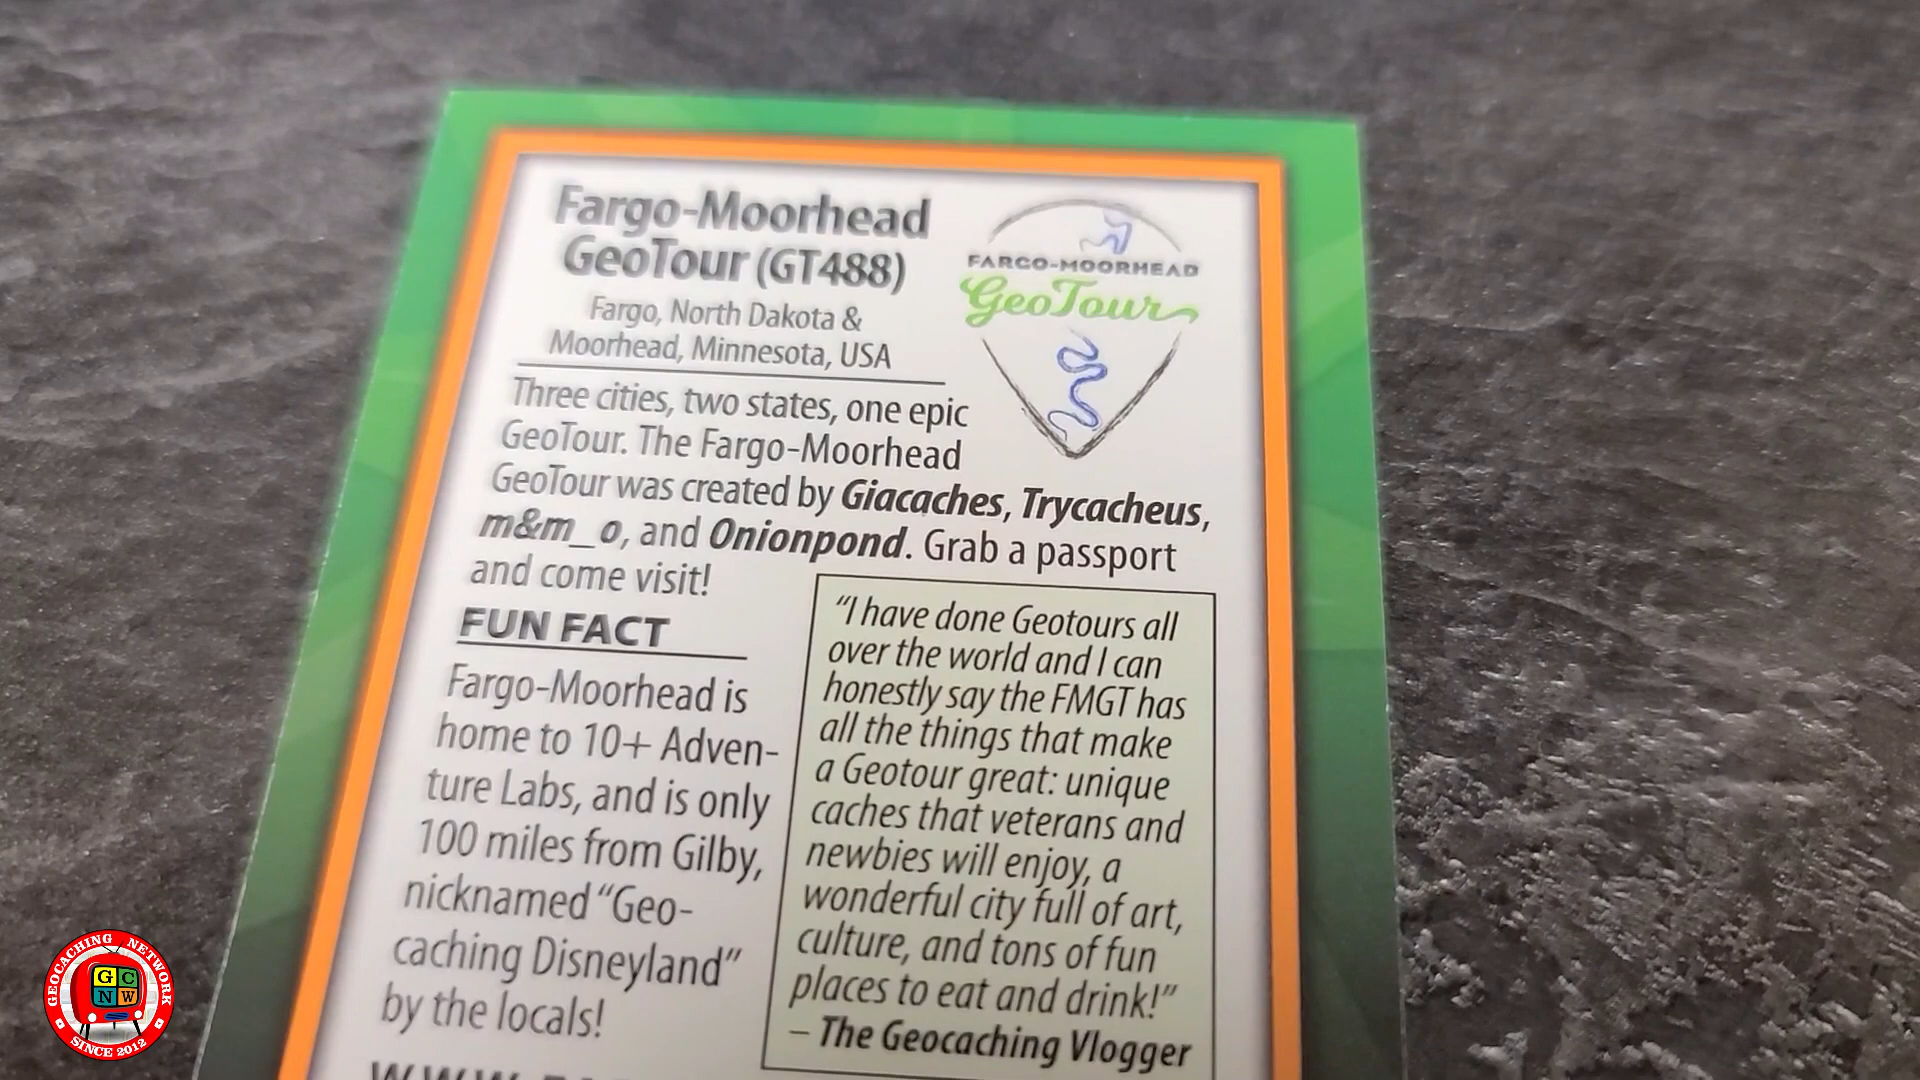 Fargo-Moorhead
GeoTour (GT488)
Fargo, North Dakota &
Moorhead, Minnesota, USA
FARGO-MOORHEAD
GeoTour
Three cities, two states, one epic
GeoTour. The Fargo-Moorhead
GeoTour was created by Giacaches, Trycacheus,
m&m_o, and Onionpond. Grab a passport
and come visit!
FUN FACT
Fargo-Moorhead is
home to 10+ Adven-
ture Labs, and is only
100 miles from Gilby,
nicknamed “Geo-
caching Disneyland”
by the locals!
“I have done Geotours all
over the world and I can
honestly say the FMGT has
all the things that make
a Geotour great: unique
caches that veterans and
newbies will enjoy, a
wonderful city full of art,
culture, and tons of fun
places to eat and drink!”
– The Geocaching Vlogger
GEOCACHING NETWORK
GC
NW
SINCE 2012